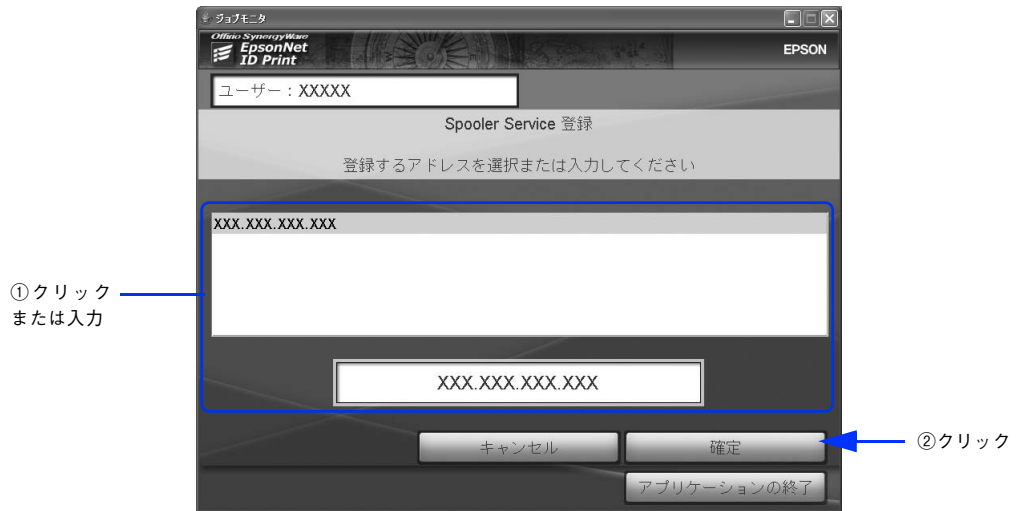 ジョブモニタ
Offirio SynergyWare
EpsonNet
ID Print
EPSON
ユーザー：XXXXX
Spooler Service 登録
登録するアドレスを選択または入力してください
XXX.XXX.XXX.XXX
①クリック
または入力
XXX.XXX.XXX.XXX
キャンセル
確定
②クリック
アプリケーションの終了